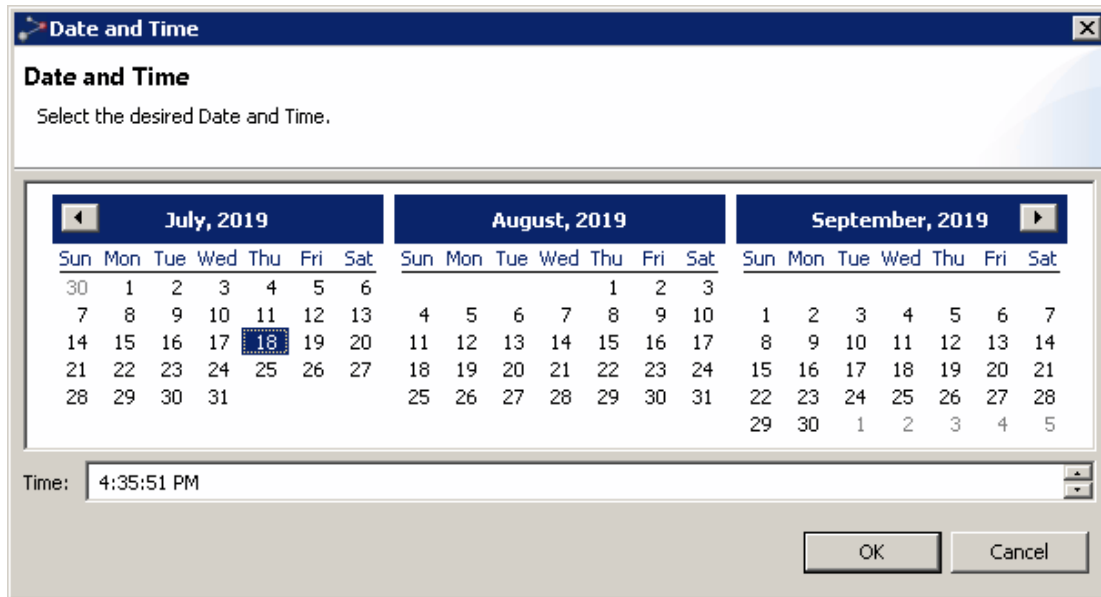 Date and Time
Date and Time
Select the desired Date and Time.
July, 2019 August, 2019 September, 2019
Sun Mon Tue Wed Thu Fri Sat Sun Mon Tue Wed Thu Fri Sat Sun Mon Tue Wed Thu Fri Sat
30 1 2 3 4 5 6 1 2 3
7 8 9 10 11 12 13 4 5 6 7 8 9 10 1 2 3 4 5 6 7
14 15 16 17 18 19 20 11 12 13 14 15 16 17 8 9 10 11 12 13 14
21 22 23 24 25 26 27 18 19 20 21 22 23 24 15 16 17 18 19 20 21
28 29 30 31 25 26 27 28 29 30 31 22 23 24 25 26 27 28
29 30 1 2 3 4 5
Time: 4:35:51 PM
OK Cancel